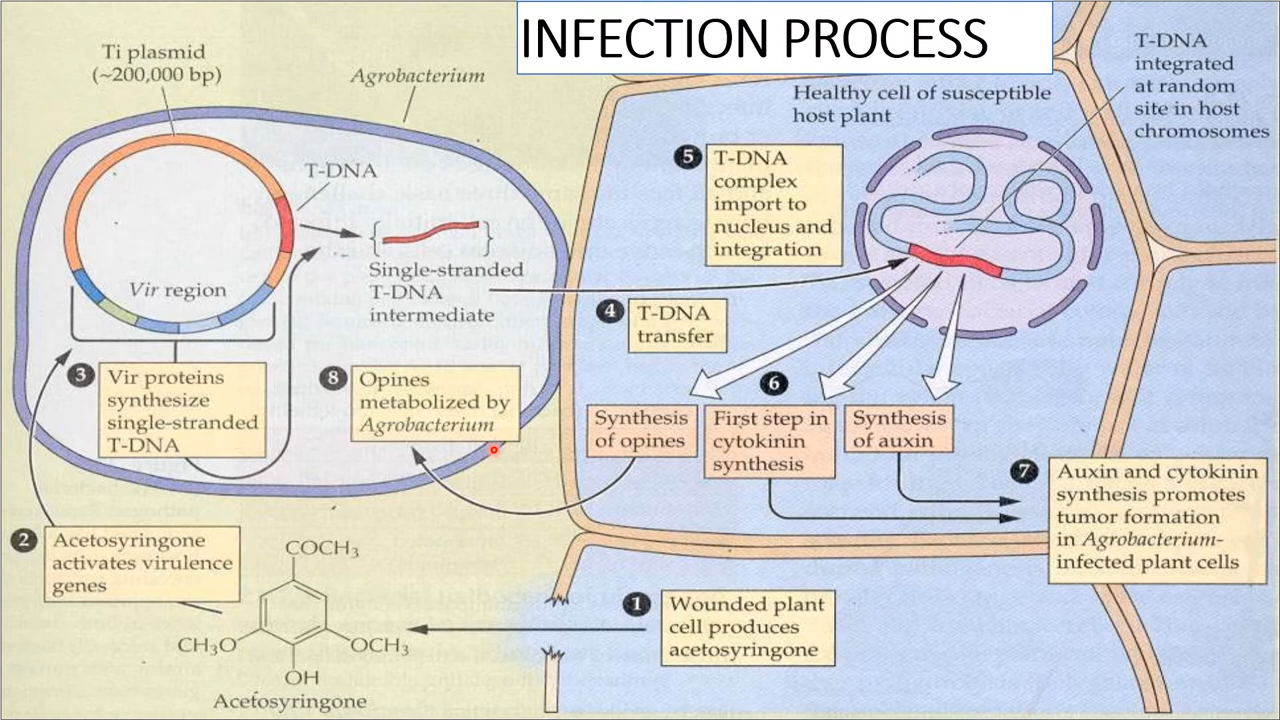 INFECTION PROCESS
Ti plasmid
(~200,000 bp)
Agrobacterium
T-DNA
Single-stranded
T-DNA
intermediate
Vir region
3 Vir proteins
synthesize
single-stranded
T-DNA
8 Opines
metabolized by
Agrobacterium
2 Acetosyringone
activates virulence
genes
COCH3
CH3O
OCH3
OH
Acetosyringone
1 Wounded plant
cell produces
acetosyringone
Healthy cell of susceptible
host plant
T-DNA
integrated
at random
site in host
chromosomes
5 T-DNA
complex
import to
nucleus and
integration
4 T-DNA
transfer
6
Synthesis
of opines
First step in
cytokinin
synthesis
Synthesis
of auxin
7 Auxin and cytokinin
synthesis promotes
tumor formation
in Agrobacterium-
infected plant cells